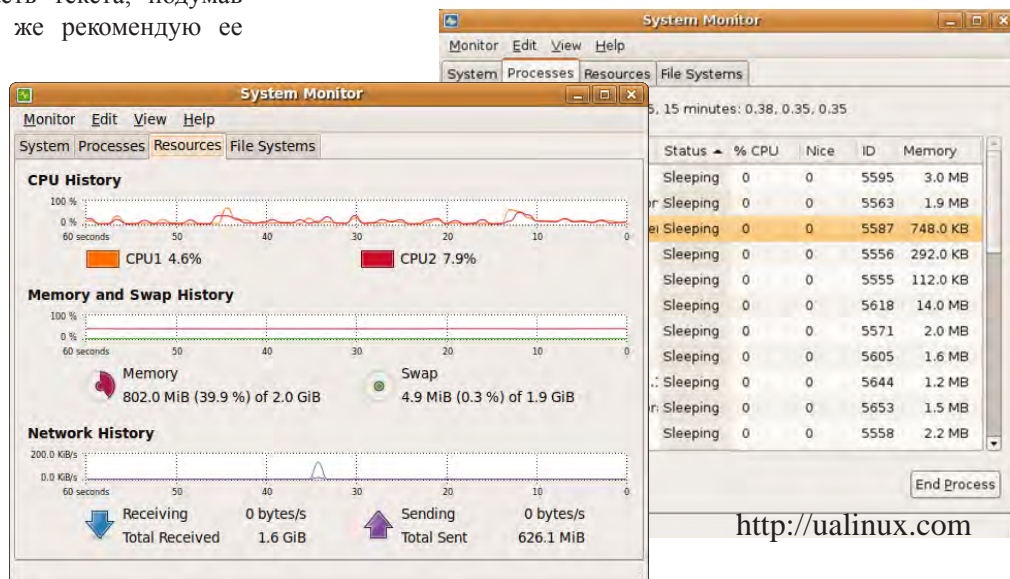 текста, подумав
же рекомендую ее
System Monitor
Monitor Edit View Help
System Processes Resources File Systems
15 minutes: 0.38, 0.35, 0.35
Status % CPU Nice ID Memory
Sleeping 0 0 5595 3.0 MB
Sleeping 0 0 5563 1.9 MB
Sleeping 0 0 5587 748.0 KB
Sleeping 0 0 5556 292.0 KB
Sleeping 0 0 5555 112.0 KB
Sleeping 0 0 5618 14.0 MB
Sleeping 0 0 5571 2.0 MB
Sleeping 0 0 5605 1.6 MB
Sleeping 0 0 5644 1.2 MB
Sleeping 0 0 5653 1.5 MB
Sleeping 0 0 5558 2.2 MB
End Process
System Monitor
Monitor Edit View Help
System Processes Resources File Systems
CPU History
100 %
0 %
60 seconds 50 40 30 20 10 0
CPU1 4.6% CPU2 7.9%
Memory and Swap History
100 %
0 %
60 seconds 50 40 30 20 10 0
Memory Swap
802.0 MiB (39.9 %) of 2.0 GiB 4.9 MiB (0.3 %) of 1.9 GiB
Network History
200.0 KiB/s
0.0 KiB/s
60 seconds 50 40 30 20 10 0
Receiving 0 bytes/s Sending 0 bytes/s
Total Received 1.6 GiB Total Sent 626.1 MiB
http://ualinux.com